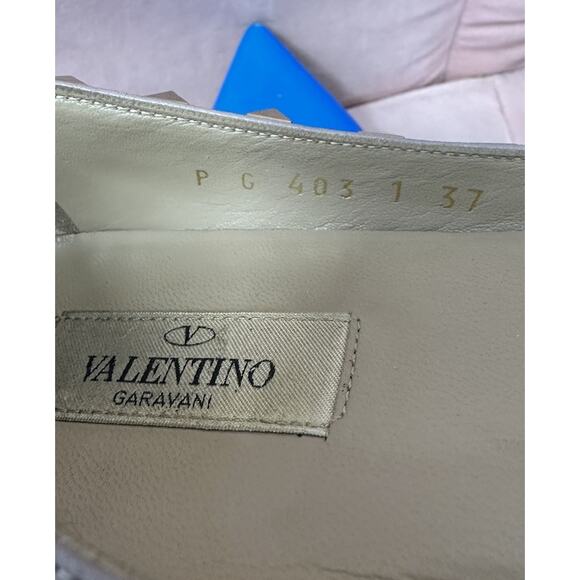 P G 403 1 37
V
VALENTINO
GARAVANI